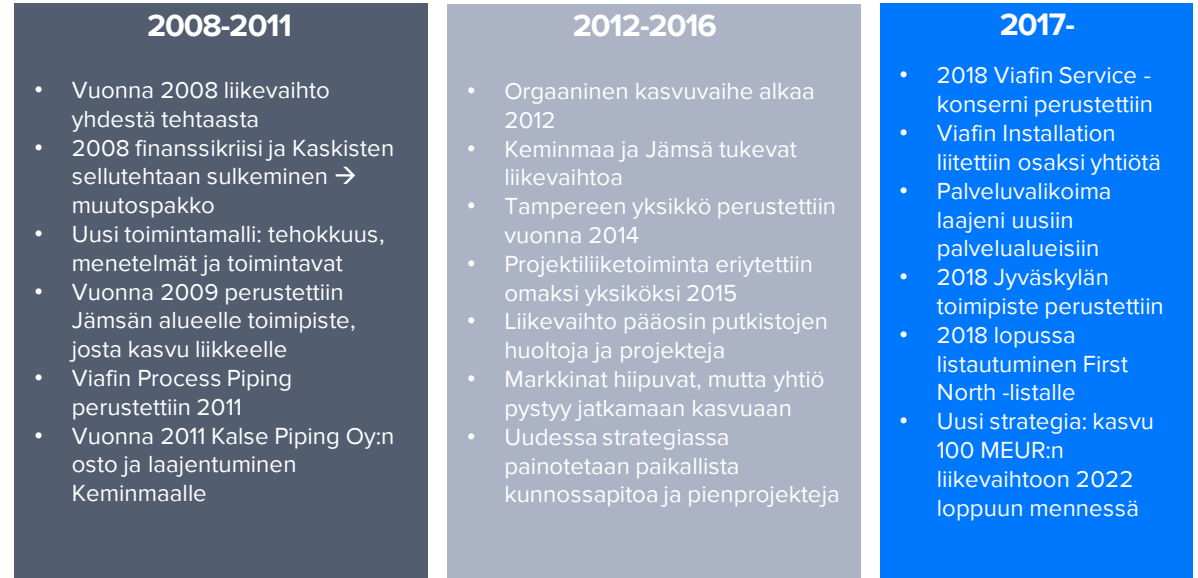 2008-2011
• Vuonna 2008 liikevaihto
yhdestä tehtaasta
• 2008 finanssikriisi ja Kaskisten
sellutehtaan sulkeminen →
muutospakko
• Uusi toimintamalli: tehokkuus,
menetelmät ja toimintavat
• Vuonna 2009 perustettiin
Jämsän alueelle toimipiste,
josta kasvu liikkeelle
• Viafin Process Piping
perustettiin 2011
• Vuonna 2011 Kalse Piping Oy:n
osto ja laajentuminen
Keminmaalle
2012-2016
• Orgaaninen kasvuvaihe alkaa
2012
• Keminmaa ja Jämsä tukevat
liikevaihtoa
• Tampereen yksikkö perustettiin
vuonna 2014
• Projektiliiketoiminta eriytettiin
omaksi yksiköksi 2015
• Liikevaihto pääosin putkistojen
huoltoja ja projekteja
• Markkinat hiipuvat, mutta yhtiö
pystyy jatkamaan kasvuaan
• Uudessa strategiassa
painotetaan paikallista
kunnossapitoa ja pienprojekteja
2017-
• 2018 Viafin Service -
konserni perustettiin
• Viafin Installation
liitettiin osaksi yhtiötä
• Palveluvalikoima
laajeni uusiin
palvelualueisiin
• 2018 Jyväskylän
toimipiste perustettiin
• 2018 lopussa
listautuminen First
North -listalle
• Uusi strategia: kasvu
100 MEUR:n
liikevaihtoon 2022
loppuun mennessä